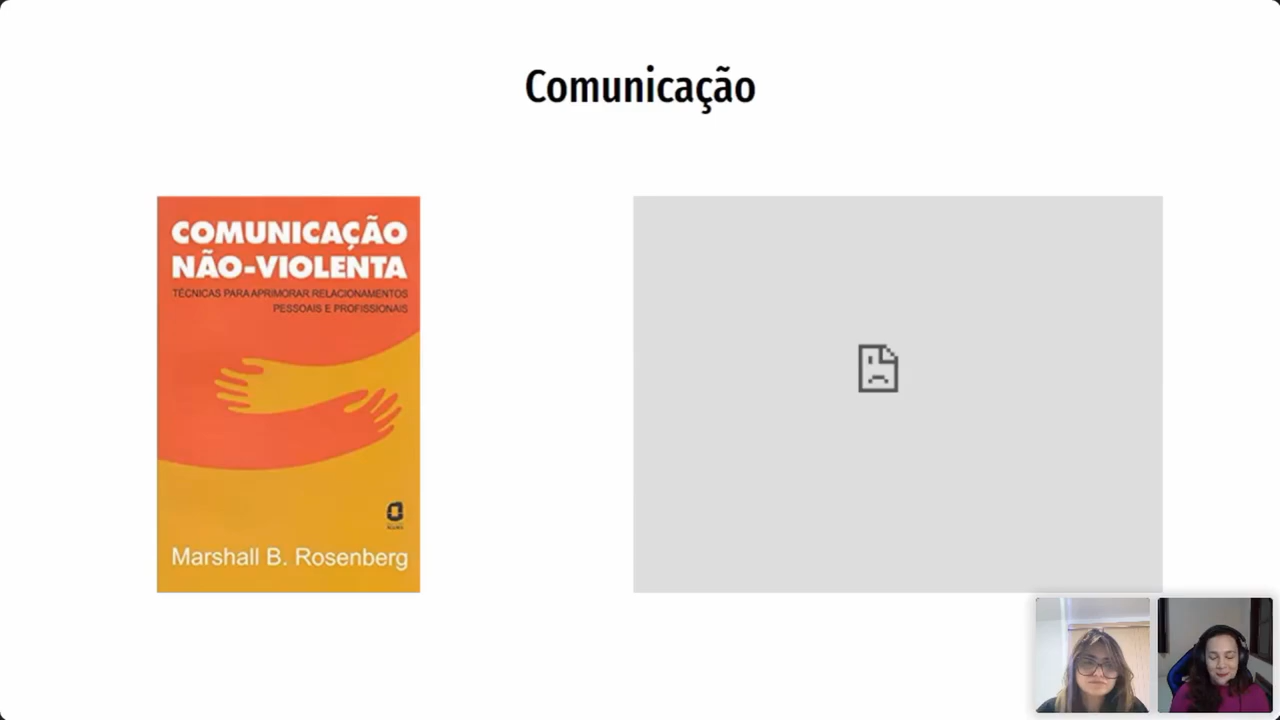 Comunicação
COMUNICAÇÃO
NÃO-VIOLENTA
TÉCNICAS PARA APRIMORAR RELACIONAMENTOS
PESSOAIS E PROFISSIONAIS
Marshall B. Rosenberg